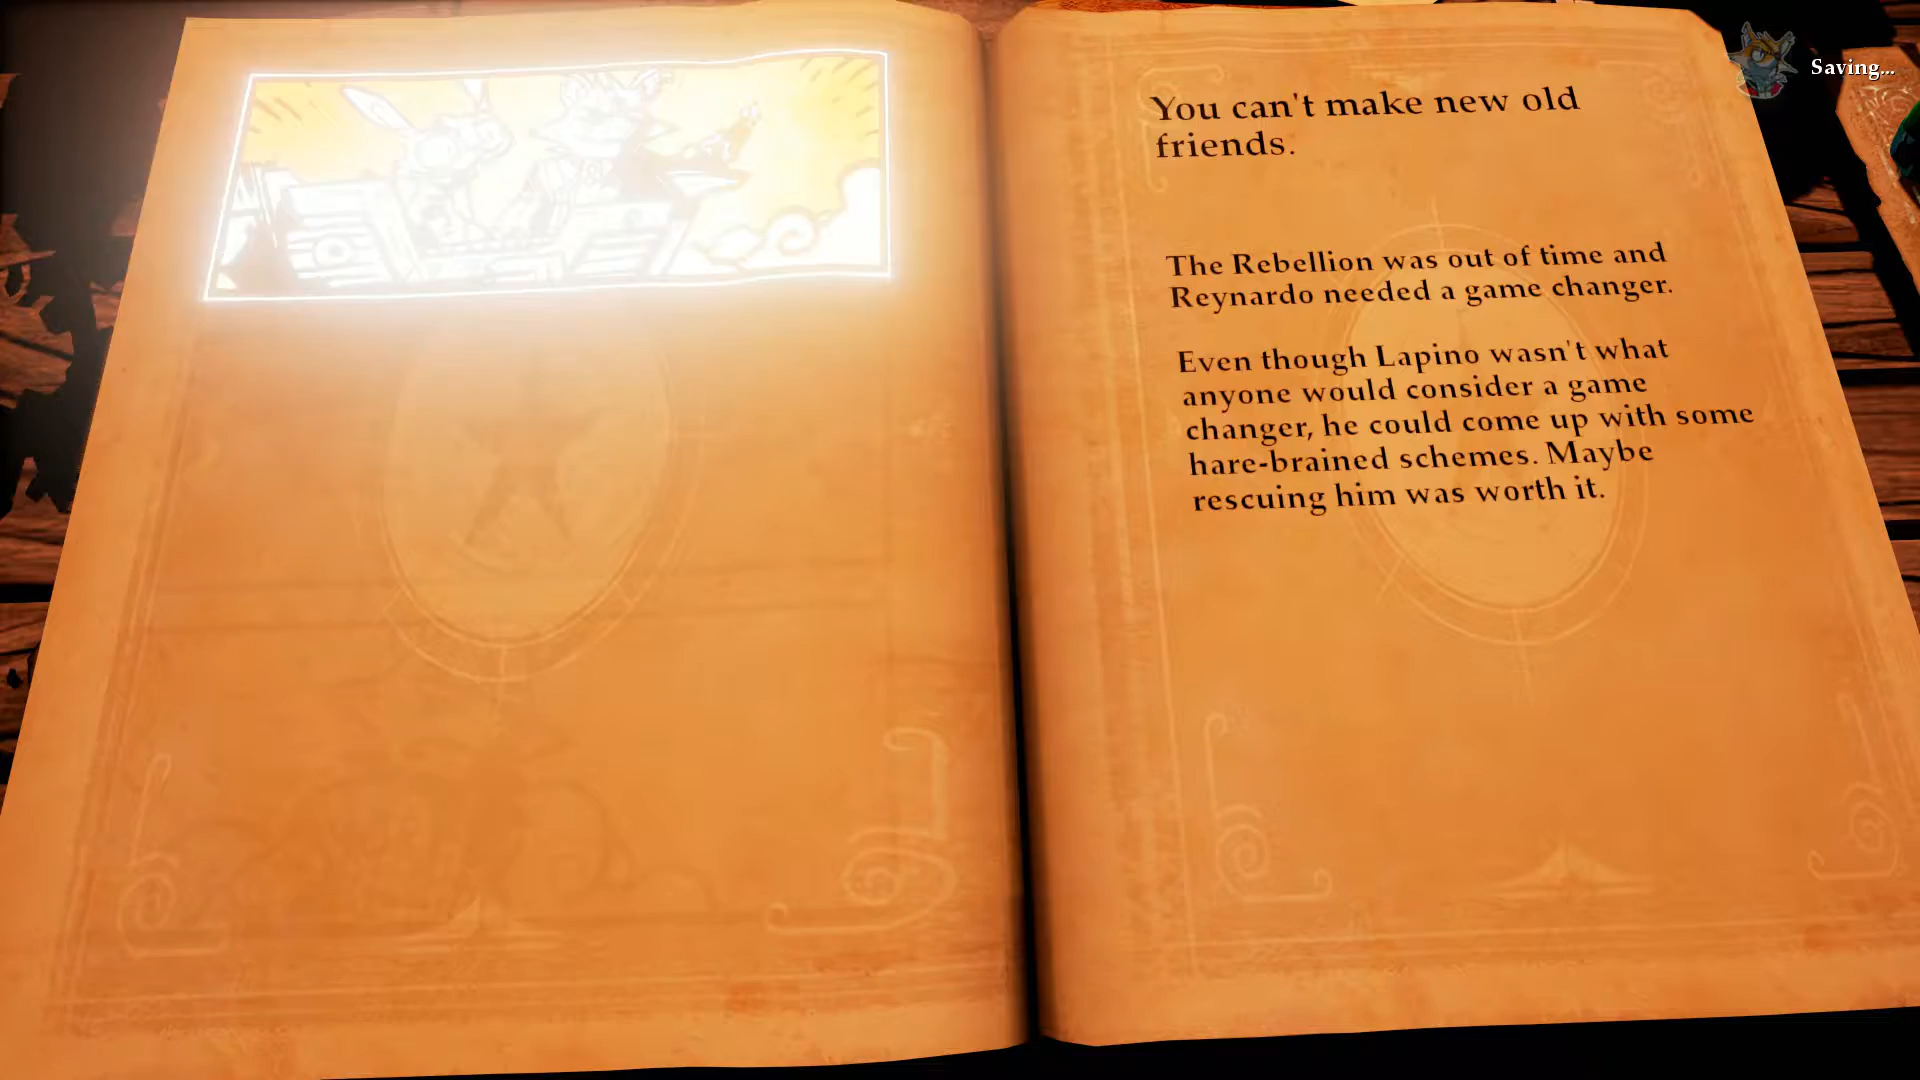 Saving...
You can't make new old
friends.
The Rebellion was out of time and
Reynardo needed a game changer.
Even though Lapino wasn't what
anyone would consider a game
changer, he could come up with some
hare-brained schemes. Maybe
rescuing him was worth it.